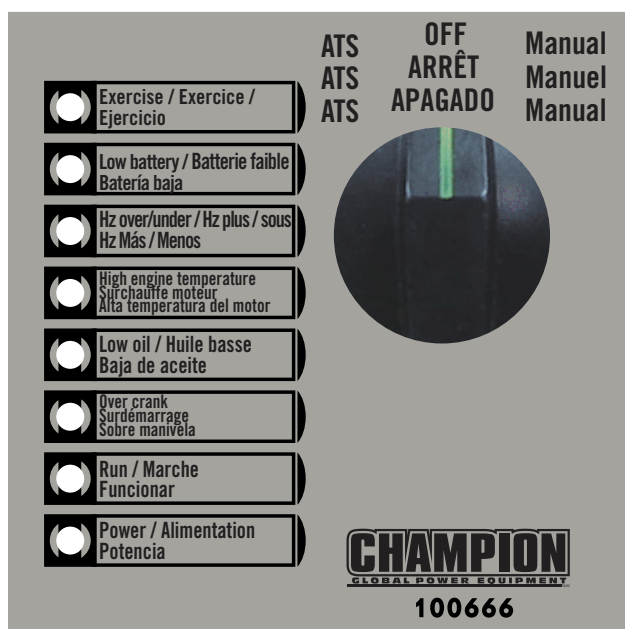 ATS OFF Manual
ATS ARRÊT Manuel
ATS APAGADO Manual
Exercise / Exercice /
Ejercicio
Low battery / Batterie faible
Batería baja
Hz over/under / Hz plus / sous
Hz Más / Menos
High engine temperature
Surchauffe moteur
Alta temperatura del motor
Low oil / Huile basse
Baja de aceite
Over crank
Surdémarrage
Sobre manivela
Run / Marche
Funcionar
Power / Alimentation
Potencia
CHAMPION
GLOBAL POWER EQUIPMENT
100666